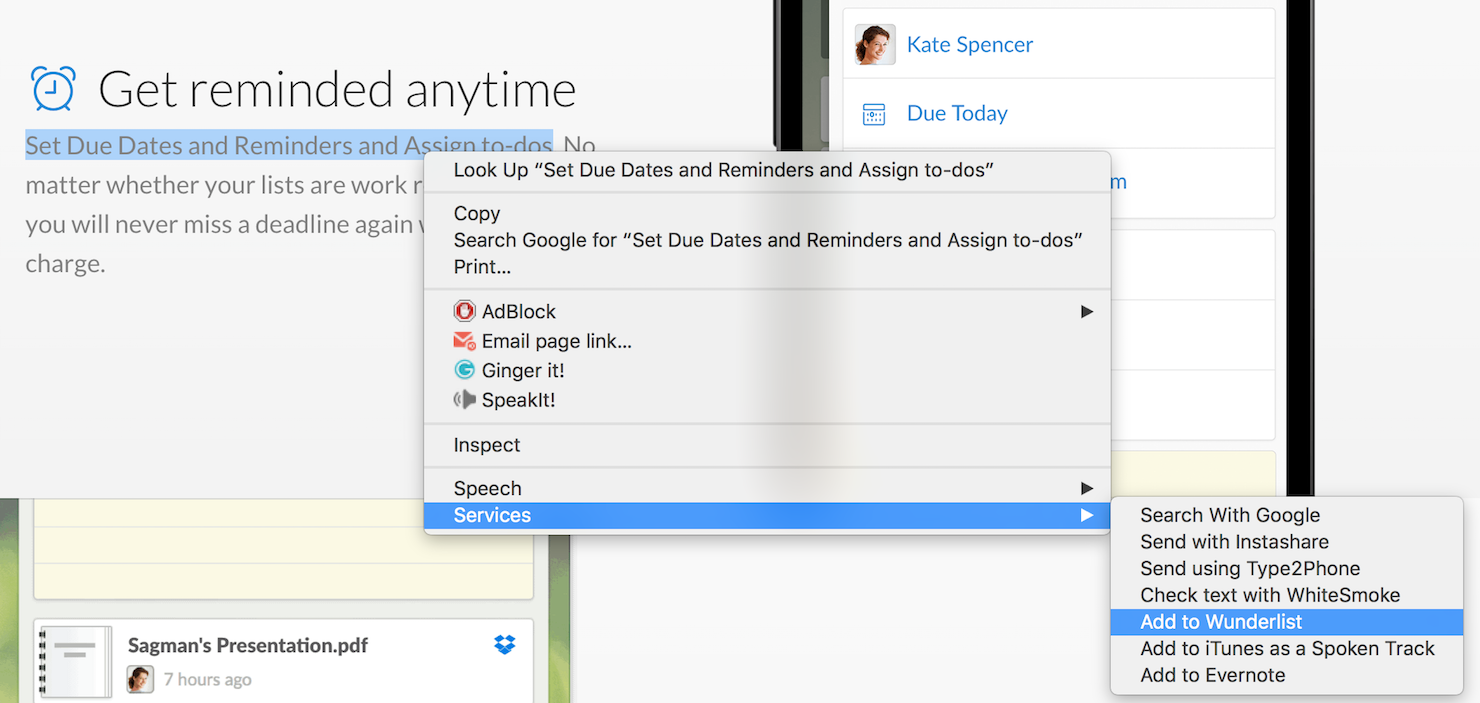 Get reminded anytime
Set Due Dates and Reminders and Assign to-dos. No
matter whether your lists are work
you will never miss a deadline again
charge.
Kate Spencer
Due Today
m
Look Up “Set Due Dates and Reminders and Assign to-dos”
Copy
Search Google for “Set Due Dates and Reminders and Assign to-dos”
Print...
AdBlock
Email page link...
Ginger it!
SpeakIt!
Inspect
Speech
Services
Search With Google
Send with Instashare
Send using Type2Phone
Check text with WhiteSmoke
Add to Wunderlist
Add to iTunes as a Spoken Track
Add to Evernote
Sagman's Presentation.pdf
7 hours ago